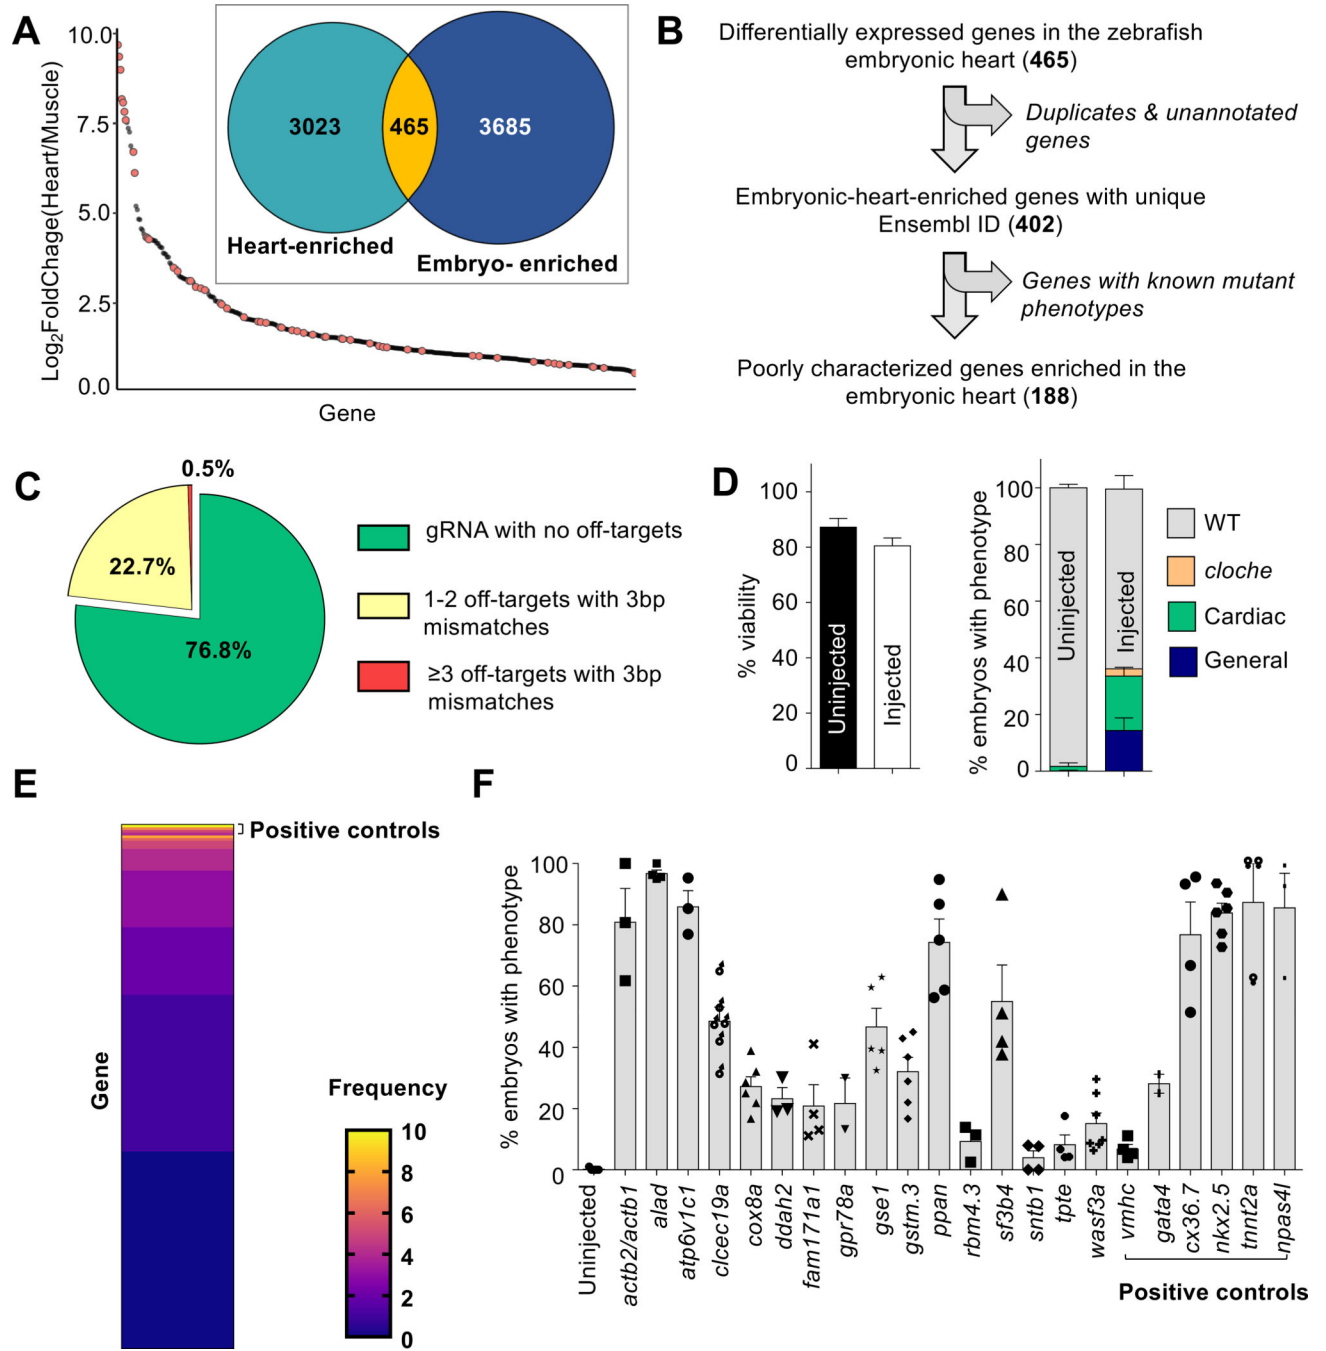 A
10.0
7.5
5.0
2.5
0.0
Log2FoldChage(Heart/Muscle)
Gene
3023
465
3685
Heart-enriched
Embryo- enriched
B
Differentially expressed genes in the zebrafish
embryonic heart (465)
Duplicates & unannotated
genes
Embryonic-heart-enriched genes with unique
Ensembl ID (402)
Genes with known mutant
phenotypes
Poorly characterized genes enriched in the
embryonic heart (188)
C
0.5%
22.7%
76.8%
gRNA with no off-targets
1-2 off-targets with 3bp
mismatches
≥3 off-targets with 3bp
mismatches
D
% viability
100
80
60
40
20
0
Uninjected
Injected
% embryos with phenotype
100
80
60
40
20
0
Uninjected
Injected
WT
cloche
Cardiac
General
E
Positive controls
Gene
Frequency
10
8
6
4
2
0
F
% embryos with phenotype
100
80
60
40
20
0
Uninjected
actb2/actb1
alad
atp6v1c1
clcec19a
cox8a
ddah2
fam171a1
gpr78a
gse1
gstm.3
ppan
rbm4.3
sf3b4
sntb1
tpte
wasf3a
vmhc
gata4
cx36.7
nkx2.5
tnnt2a
npas4l
Positive controls